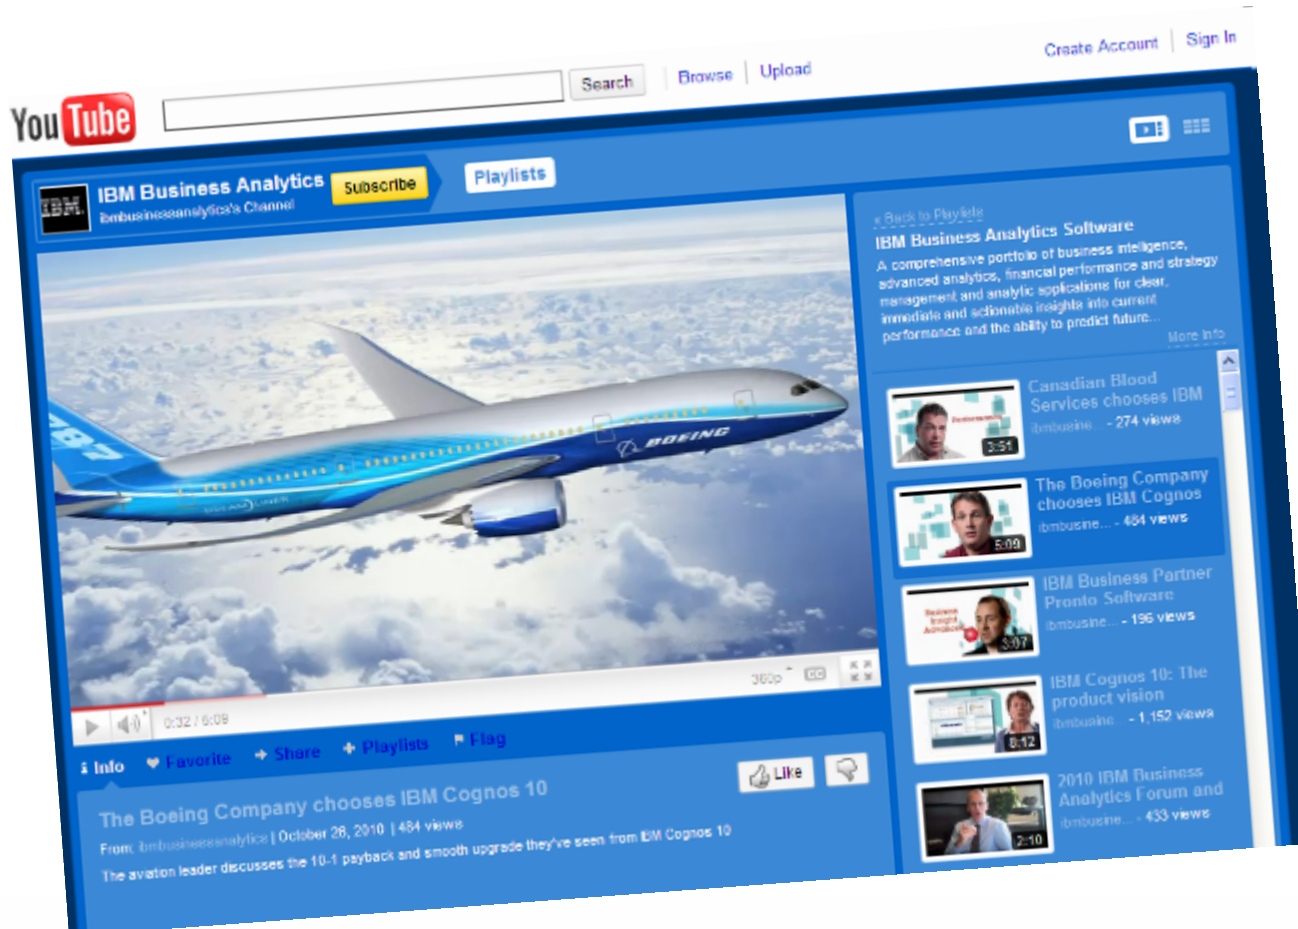 YouTube
Search
Browse
Upload
Create Account
Sign In
IBM
IBM Business Analytics
ibmbusinessanalytics's Channel
Subscribe
Playlists
787
BOEING
« Back to Playlists
IBM Business Analytics Software
A comprehensive portfolio of business intelligence,
advanced analytics, financial performance and strategy
management and analytic applications for clear,
immediate and actionable insights into current
performance and the ability to predict future...
More Info
Canadian Blood
Services chooses IBM
ibmbusine... - 274 views
3:51
The Boeing Company
chooses IBM Cognos
ibmbusine... - 484 views
5:09
IBM Business Partner
Pronto Software
ibmbusine... - 196 views
Business
Insight
Advanced
3:07
IBM Cognos 10: The
product vision
ibmbusine... - 1,152 views
8:12
2010 IBM Business
Analytics Forum and
ibmbusine... - 433 views
2:10
0:32 / 5:09
360p
CC
Info
Favorite
Share
Playlists
Flag
The Boeing Company chooses IBM Cognos 10
Like
From: ibmbusinessanalytics | October 26, 2010 | 484 views
The aviation leader discusses the 10-1 payback and smooth upgrade they've seen from IBM Cognos 10